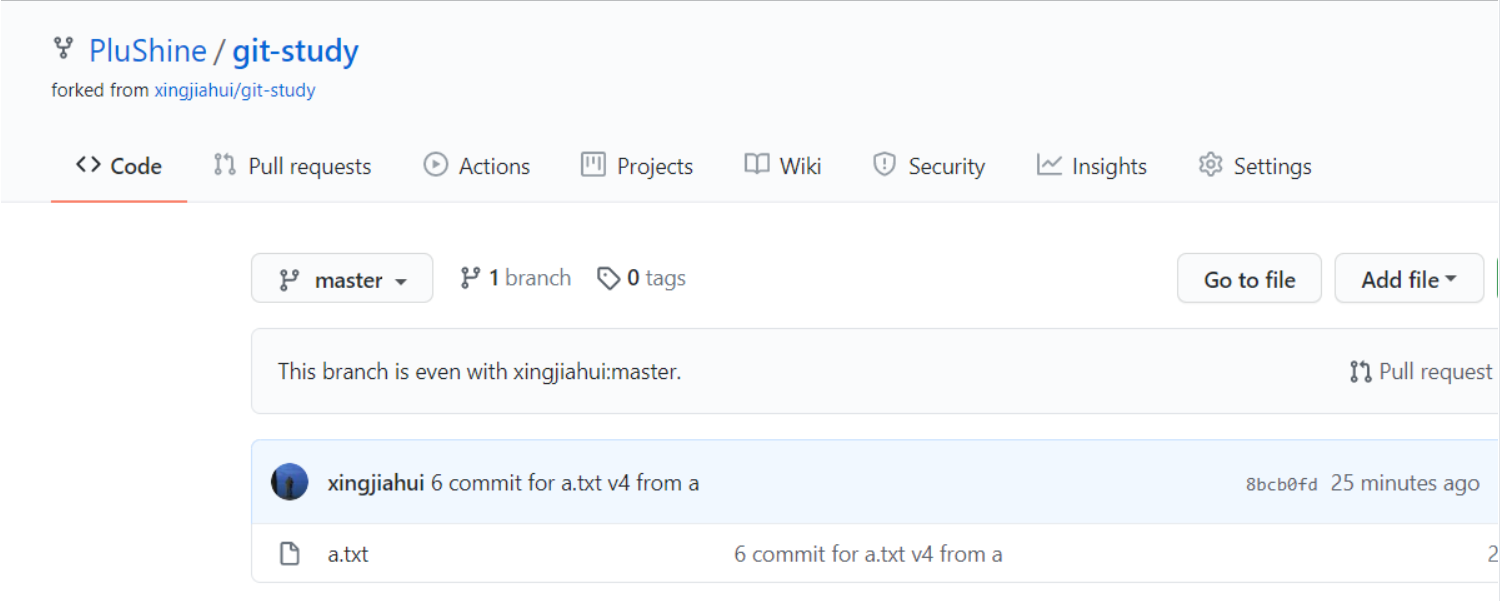 PluShine / git-study
forked from xingjiahui/git-study
<> Code Pull requests Actions Projects Wiki Security Insights Settings
master 1 branch 0 tags Go to file Add file
This branch is even with xingjiahui:master. Pull request
xingjiahui 6 commit for a.txt v4 from a 8bcb0fd 25 minutes ago
a.txt 6 commit for a.txt v4 from a 2